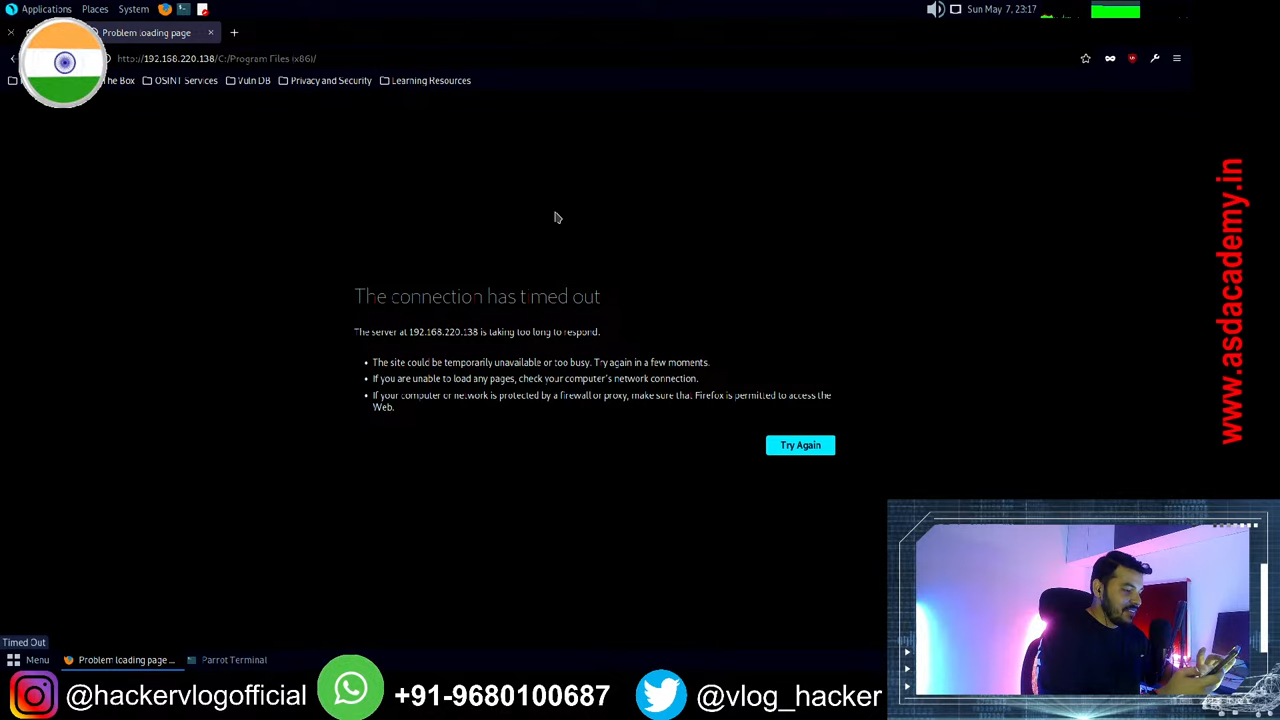 Applications Places System
Sun May 7, 23:17
Problem loading page
http://192.168.220.138/C:/Program Files (x86)/
The Box OSINT Services Vuln DB Privacy and Security Learning Resources
www.asdacademy.in
The connection has timed out
The server at 192.168.220.138 is taking too long to respond.
The site could be temporarily unavailable or too busy. Try again in a few moments.
If you are unable to load any pages, check your computer's network connection.
If your computer or network is protected by a firewall or proxy, make sure that Firefox is permitted to access the
Web.
Try Again
Timed Out
Menu Problem loading page ... Parrot Terminal
@hackervlogofficial +91-9680100687 @vlog_hacker